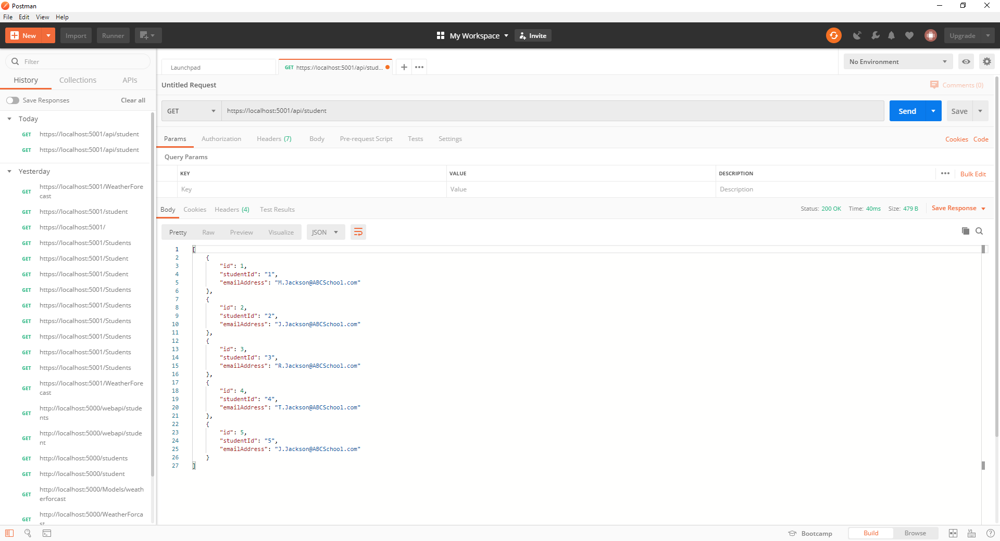 Postman
File Edit View Help
New Import Runner My Workspace Invite Upgrade
Filter
History Collections APIs
Save Responses Clear all
Today
GET https://localhost:5001/api/student
GET https://localhost:5001/api/student
Yesterday
GET https://localhost:5001/WeatherFore
cast
GET https://localhost:5001/student
GET https://localhost:5001/
GET https://localhost:5001/Students
GET https://localhost:5001/Student
GET https://localhost:5001/Student
GET https://localhost:5001/Students
GET https://localhost:5001/Students
GET https://localhost:5001/Students
GET https://localhost:5001/Students
GET https://localhost:5001/Students
GET https://localhost:5001/Students
GET https://localhost:5001/WeatherFore
cast
GET http://localhost:5000/webapi/stude
nts
GET http://localhost:5000/webapi/stude
nt
GET http://localhost:5000/students
GET http://localhost:5000/student
GET http://localhost:5000/Models/weath
erforcast
GET http://localhost:5000/WeatherForca
st
Launchpad GET https://localhost:5001/api/stud... No Environment
Untitled Request Comments (0)
GET https://localhost:5001/api/student Send Save
Params Authorization Headers (7) Body Pre-request Script Tests Settings Cookies Code
Query Params
KEY VALUE DESCRIPTION Bulk Edit
Key Value Description
Body Cookies Headers (4) Test Results Status: 200 OK Time: 40ms Size: 479 B Save Response
Pretty Raw Preview Visualize JSON
1 [
2 {
3 "id": 1,
4 "studentId": "1",
5 "emailAddress": "M.Jackson@ABCSchool.com"
6 },
7 {
8 "id": 2,
9 "studentId": "2",
10 "emailAddress": "J.Jackson@ABCSchool.com"
11 },
12 {
13 "id": 3,
14 "studentId": "3",
15 "emailAddress": "R.Jackson@ABCSchool.com"
16 },
17 {
18 "id": 4,
19 "studentId": "4",
20 "emailAddress": "T.Jackson@ABCSchool.com"
21 },
22 {
23 "id": 5,
24 "studentId": "5",
25 "emailAddress": "J.Jackson@ABCSchool.com"
26 }
27 ]
Bootcamp Build Browse